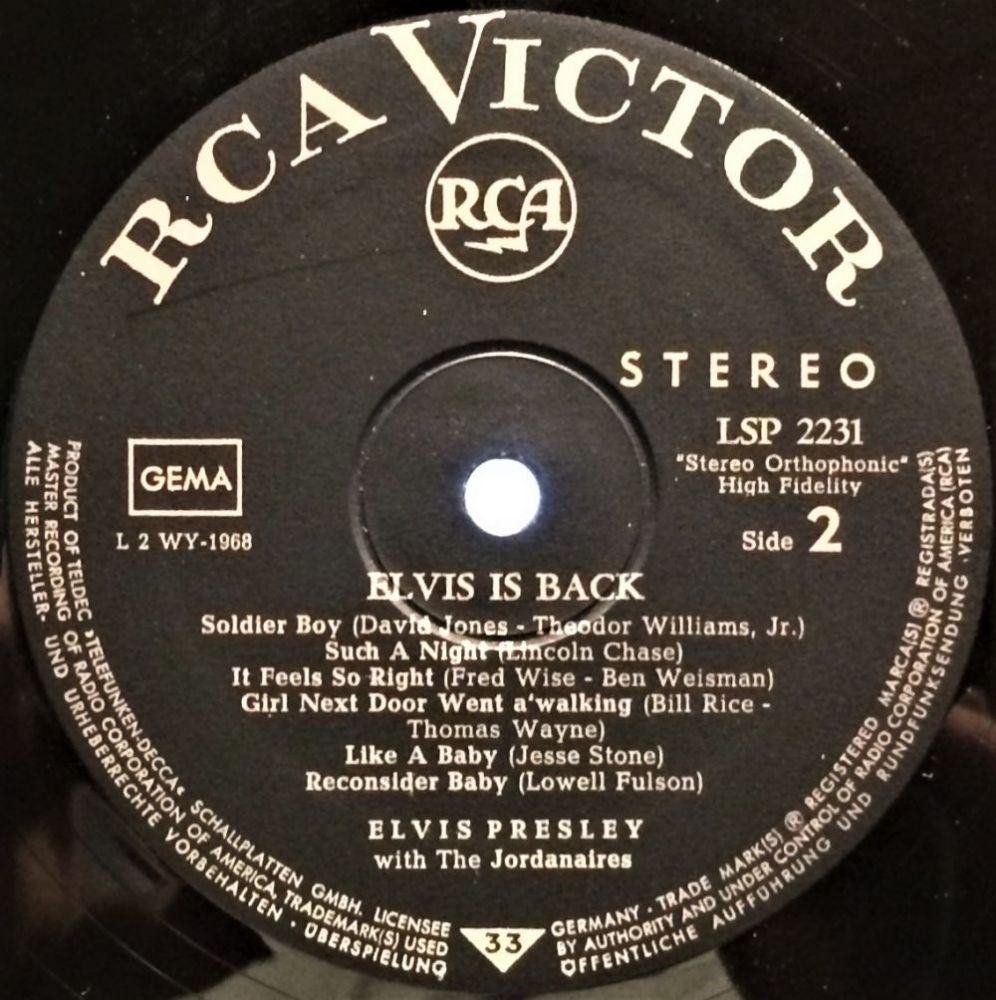 RCA VICTOR
RCA
STEREO
LSP 2231
"Stereo Orthophonic"
High Fidelity
Side 2
GEMA
L 2 WY-1968
ELVIS IS BACK
Soldier Boy (David Jones - Theodor Williams, Jr.)
Such A Night (Lincoln Chase)
It Feels So Right (Fred Wise - Ben Weisman)
Girl Next Door Went a'walking (Bill Rice -
Thomas Wayne)
Like A Baby (Jesse Stone)
Reconsider Baby (Lowell Fulson)
ELVIS PRESLEY
with The Jordanaires
33
PRODUCT OF TELDEC »TELEFUNKEN-DECCA« SCHALLPLATTEN GMBH. LICENSEE
MASTER RECORDING OF RADIO CORPORATION OF AMERICA, TRADEMARK(S) USED
ALLE HERSTELLER- UND URHEBERRECHTE VORBEHALTEN · ÜBERSPIELUNG
GERMANY · TRADE MARK(S) ® REGISTERED MARCA(S) ® REGISTRADA(S)
BY AUTHORITY AND UNDER CONTROL OF RADIO CORPORATION OF AMERICA (RCA)
ÖFFENTLICHE AUFFÜHRUNG UND RUNDFUNKSENDUNG · VERBOTEN